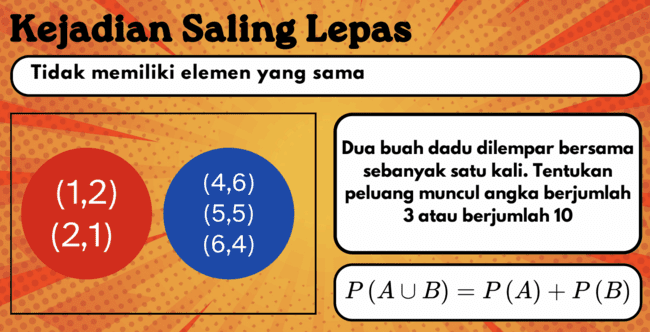 Kejadian Saling Lepas
Tidak memiliki elemen yang sama
(1,2)
(2,1)
(4,6)
(5,5)
(6,4)
Dua buah dadu dilempar bersama
sebanyak satu kali. Tentukan
peluang muncul angka berjumlah
3 atau berjumlah 10
P (A ∪ B) = P (A) + P (B)